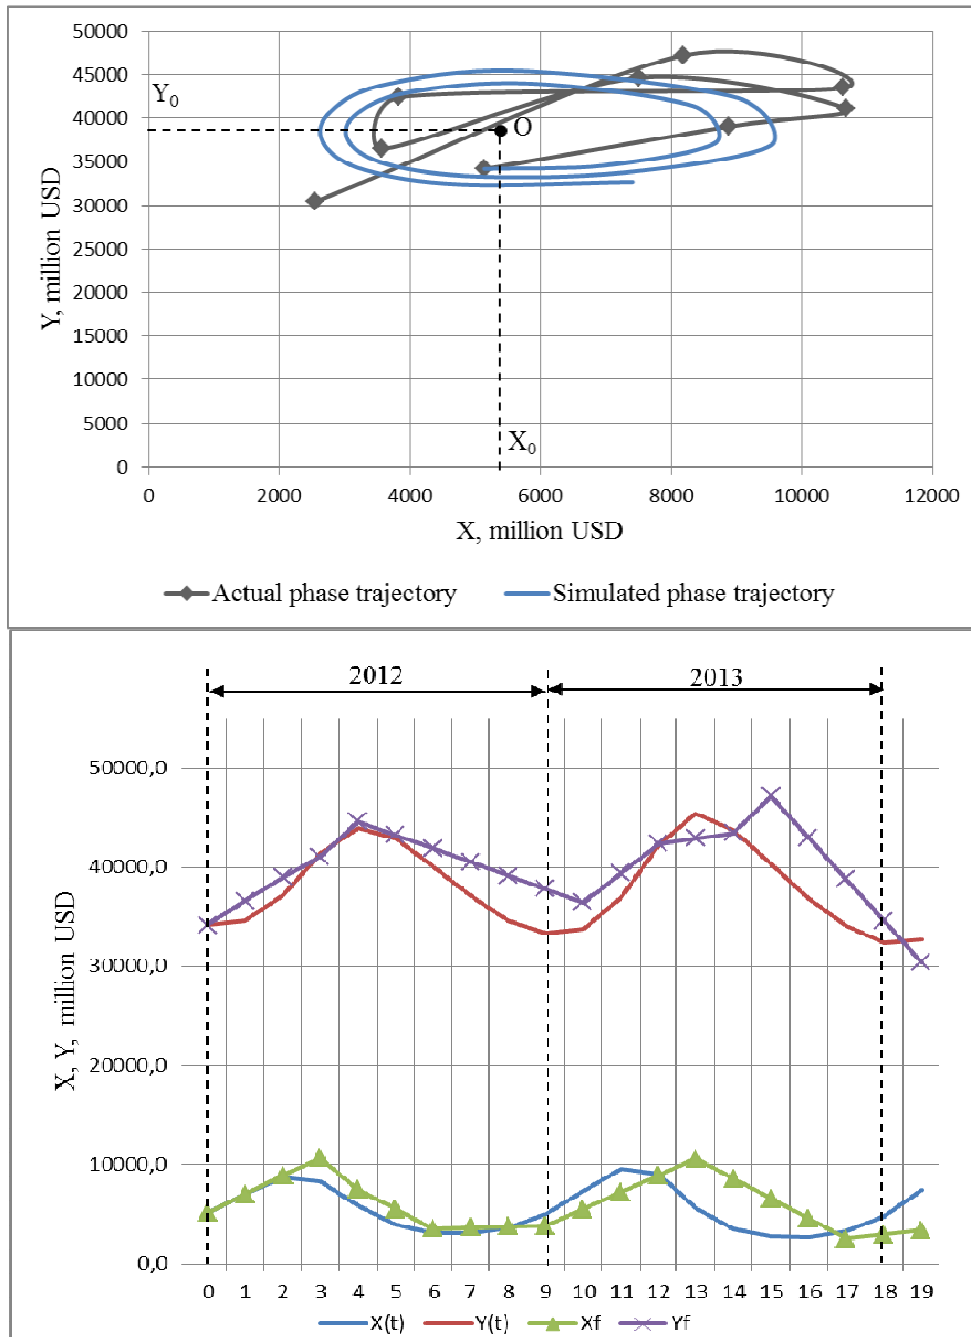 50000
45000
Y₀
40000
O
35000
30000
25000
20000
15000
10000
5000
X₀
0
0 2000 4000 6000 8000 10000 12000
Y, million USD
X, million USD
Actual phase trajectory Simulated phase trajectory
2012 2013
50000,0
40000,0
30000,0
20000,0
10000,0
0,0
X, Y, million USD
0 1 2 3 4 5 6 7 8 9 10 11 12 13 14 15 16 17 18 19
X(t) Y(t) Xf Yf